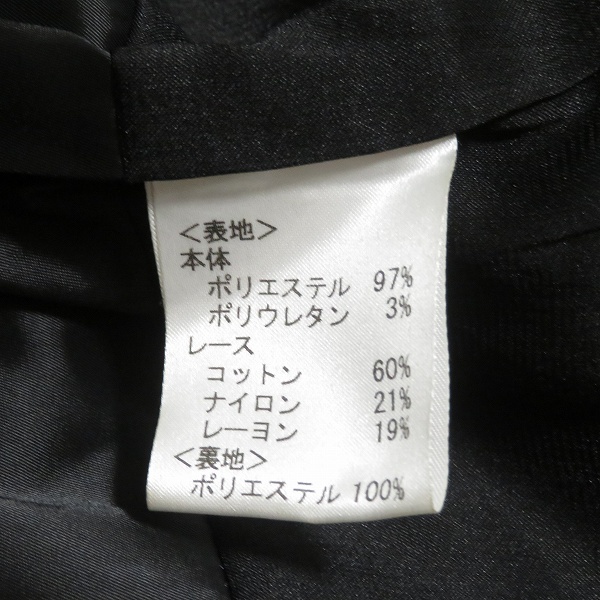 ＜表地＞
本体
ポリエステル 97%
ポリウレタン 3%
レース
コットン 60%
ナイロン 21%
レーヨン 19%
＜裏地＞
ポリエステル 100%